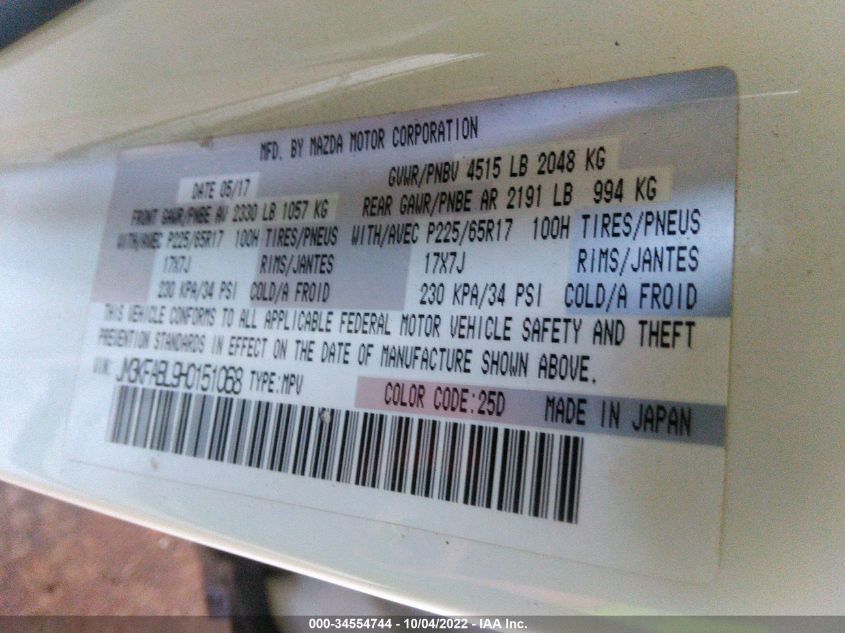 MFD. BY MAZDA MOTOR CORPORATION
DATE 05/17 GVWR/PNBV 4515 LB 2048 KG
FRONT GAWR/PNBE AV 2330 LB 1057 KG REAR GAWR/PNBE AR 2191 LB 994 KG
WITH/AVEC P225/65R17 100H TIRES/PNEUS WITH/AVEC P225/65R17 100H TIRES/PNEUS
17X7J RIMS/JANTES 17X7J RIMS/JANTES
230 KPA/34 PSI COLD/A FROID 230 KPA/34 PSI COLD/A FROID
THIS VEHICLE CONFORMS TO ALL APPLICABLE FEDERAL MOTOR VEHICLE SAFETY AND THEFT
PREVENTION STANDARDS IN EFFECT ON THE DATE OF MANUFACTURE SHOWN ABOVE.
VIN: JM3KFABL9H0151068 TYPE:MPV COLOR CODE:25D MADE IN JAPAN
000-34554744 - 10/04/2022 - IAA Inc.